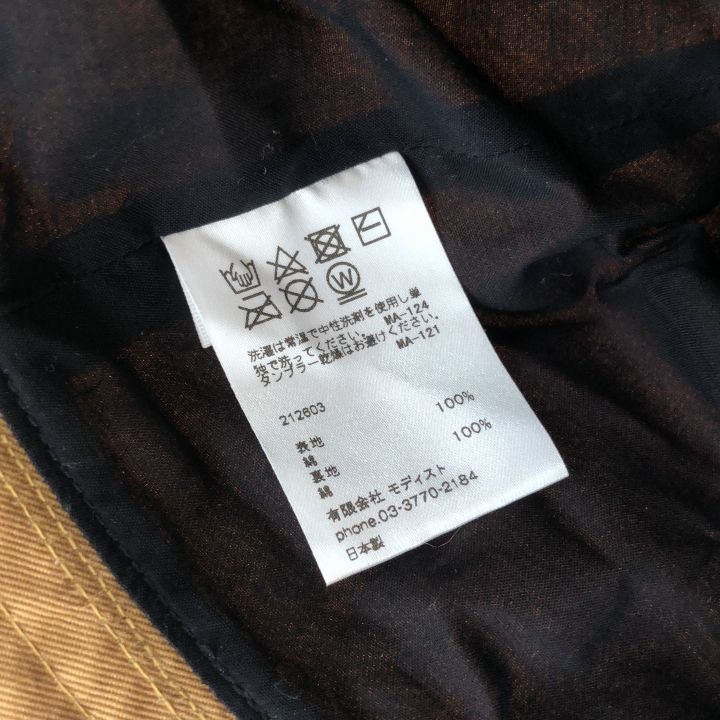 W
洗濯は常温で中性洗剤を使用し単
独で洗ってください。 MA-124
タンブラー乾燥はお避けください。
MA-121
212603
表地
綿 100%
裏地
綿 100%
有限会社 モディスト
phone.03-3770-2184
日本製